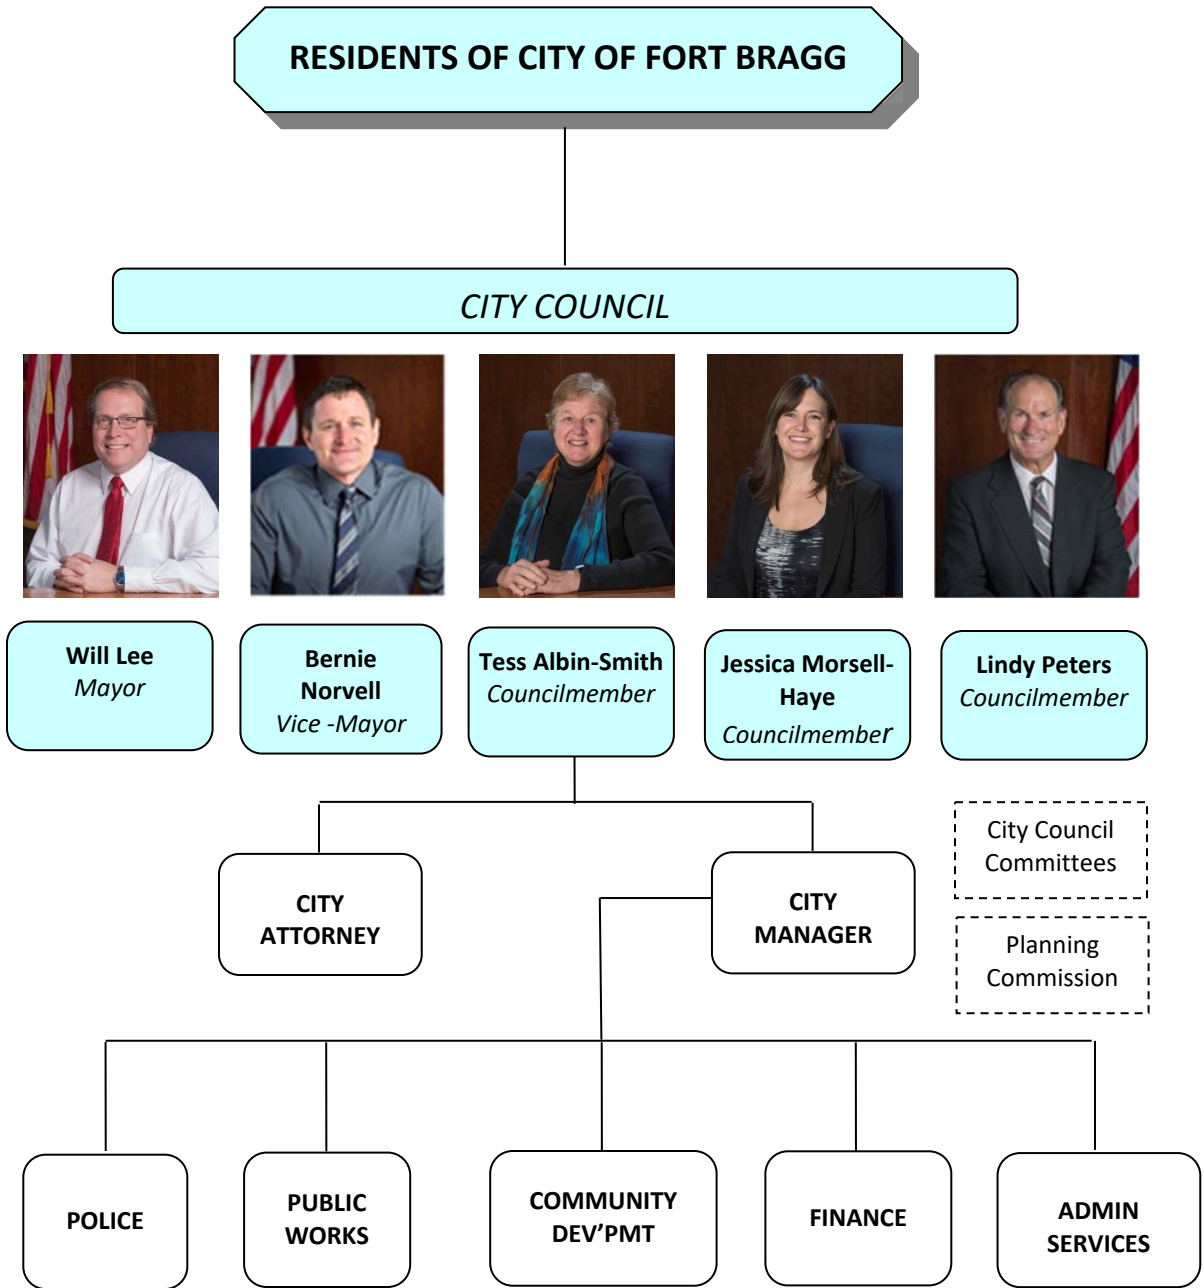 RESIDENTS OF CITY OF FORT BRAGG
CITY COUNCIL
Will Lee
Mayor
Bernie
Norvell
Vice -Mayor
Tess Albin-Smith
Councilmember
Jessica Morsell-
Haye
Councilmember
Lindy Peters
Councilmember
CITY
ATTORNEY
CITY
MANAGER
City Council
Committees
Planning
Commission
POLICE
PUBLIC
WORKS
COMMUNITY
DEV’PMT
FINANCE
ADMIN
SERVICES